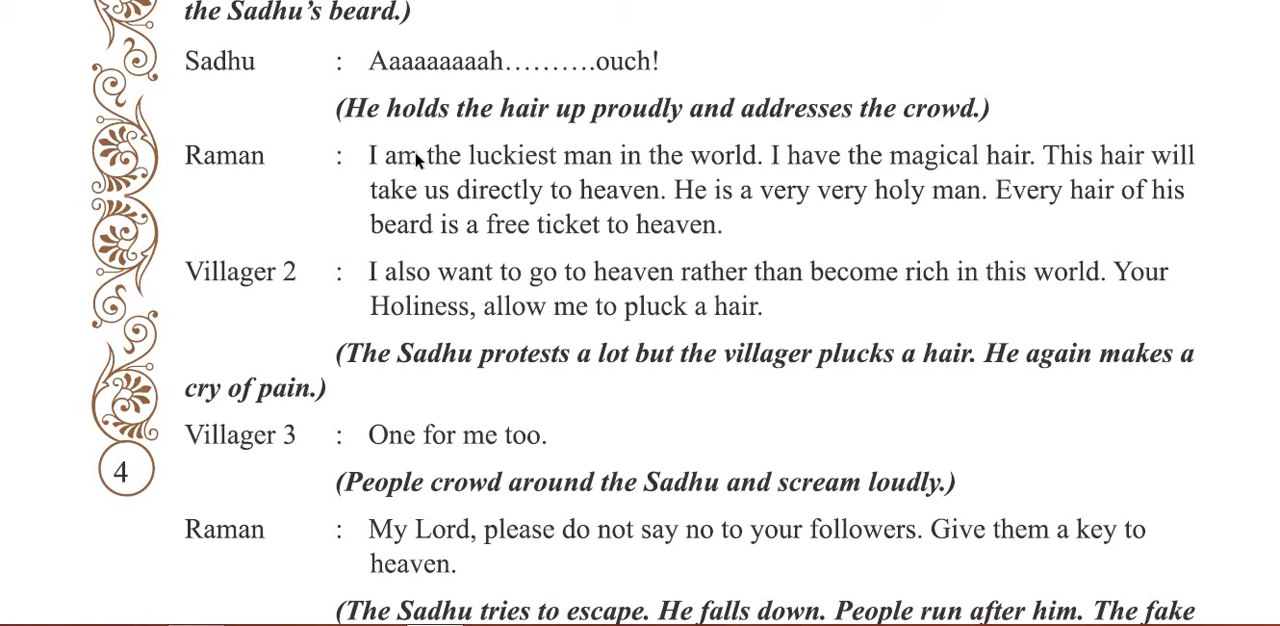 the Sadhu's beard.)
Sadhu : Aaaaaaaaah……….ouch!
(He holds the hair up proudly and addresses the crowd.)
Raman : I am the luckiest man in the world. I have the magical hair. This hair will
take us directly to heaven. He is a very very holy man. Every hair of his
beard is a free ticket to heaven.
Villager 2 : I also want to go to heaven rather than become rich in this world. Your
Holiness, allow me to pluck a hair.
(The Sadhu protests a lot but the villager plucks a hair. He again makes a
cry of pain.)
Villager 3 : One for me too.
4
(People crowd around the Sadhu and scream loudly.)
Raman : My Lord, please do not say no to your followers. Give them a key to
heaven.
(The Sadhu tries to escape. He falls down. People run after him. The fake